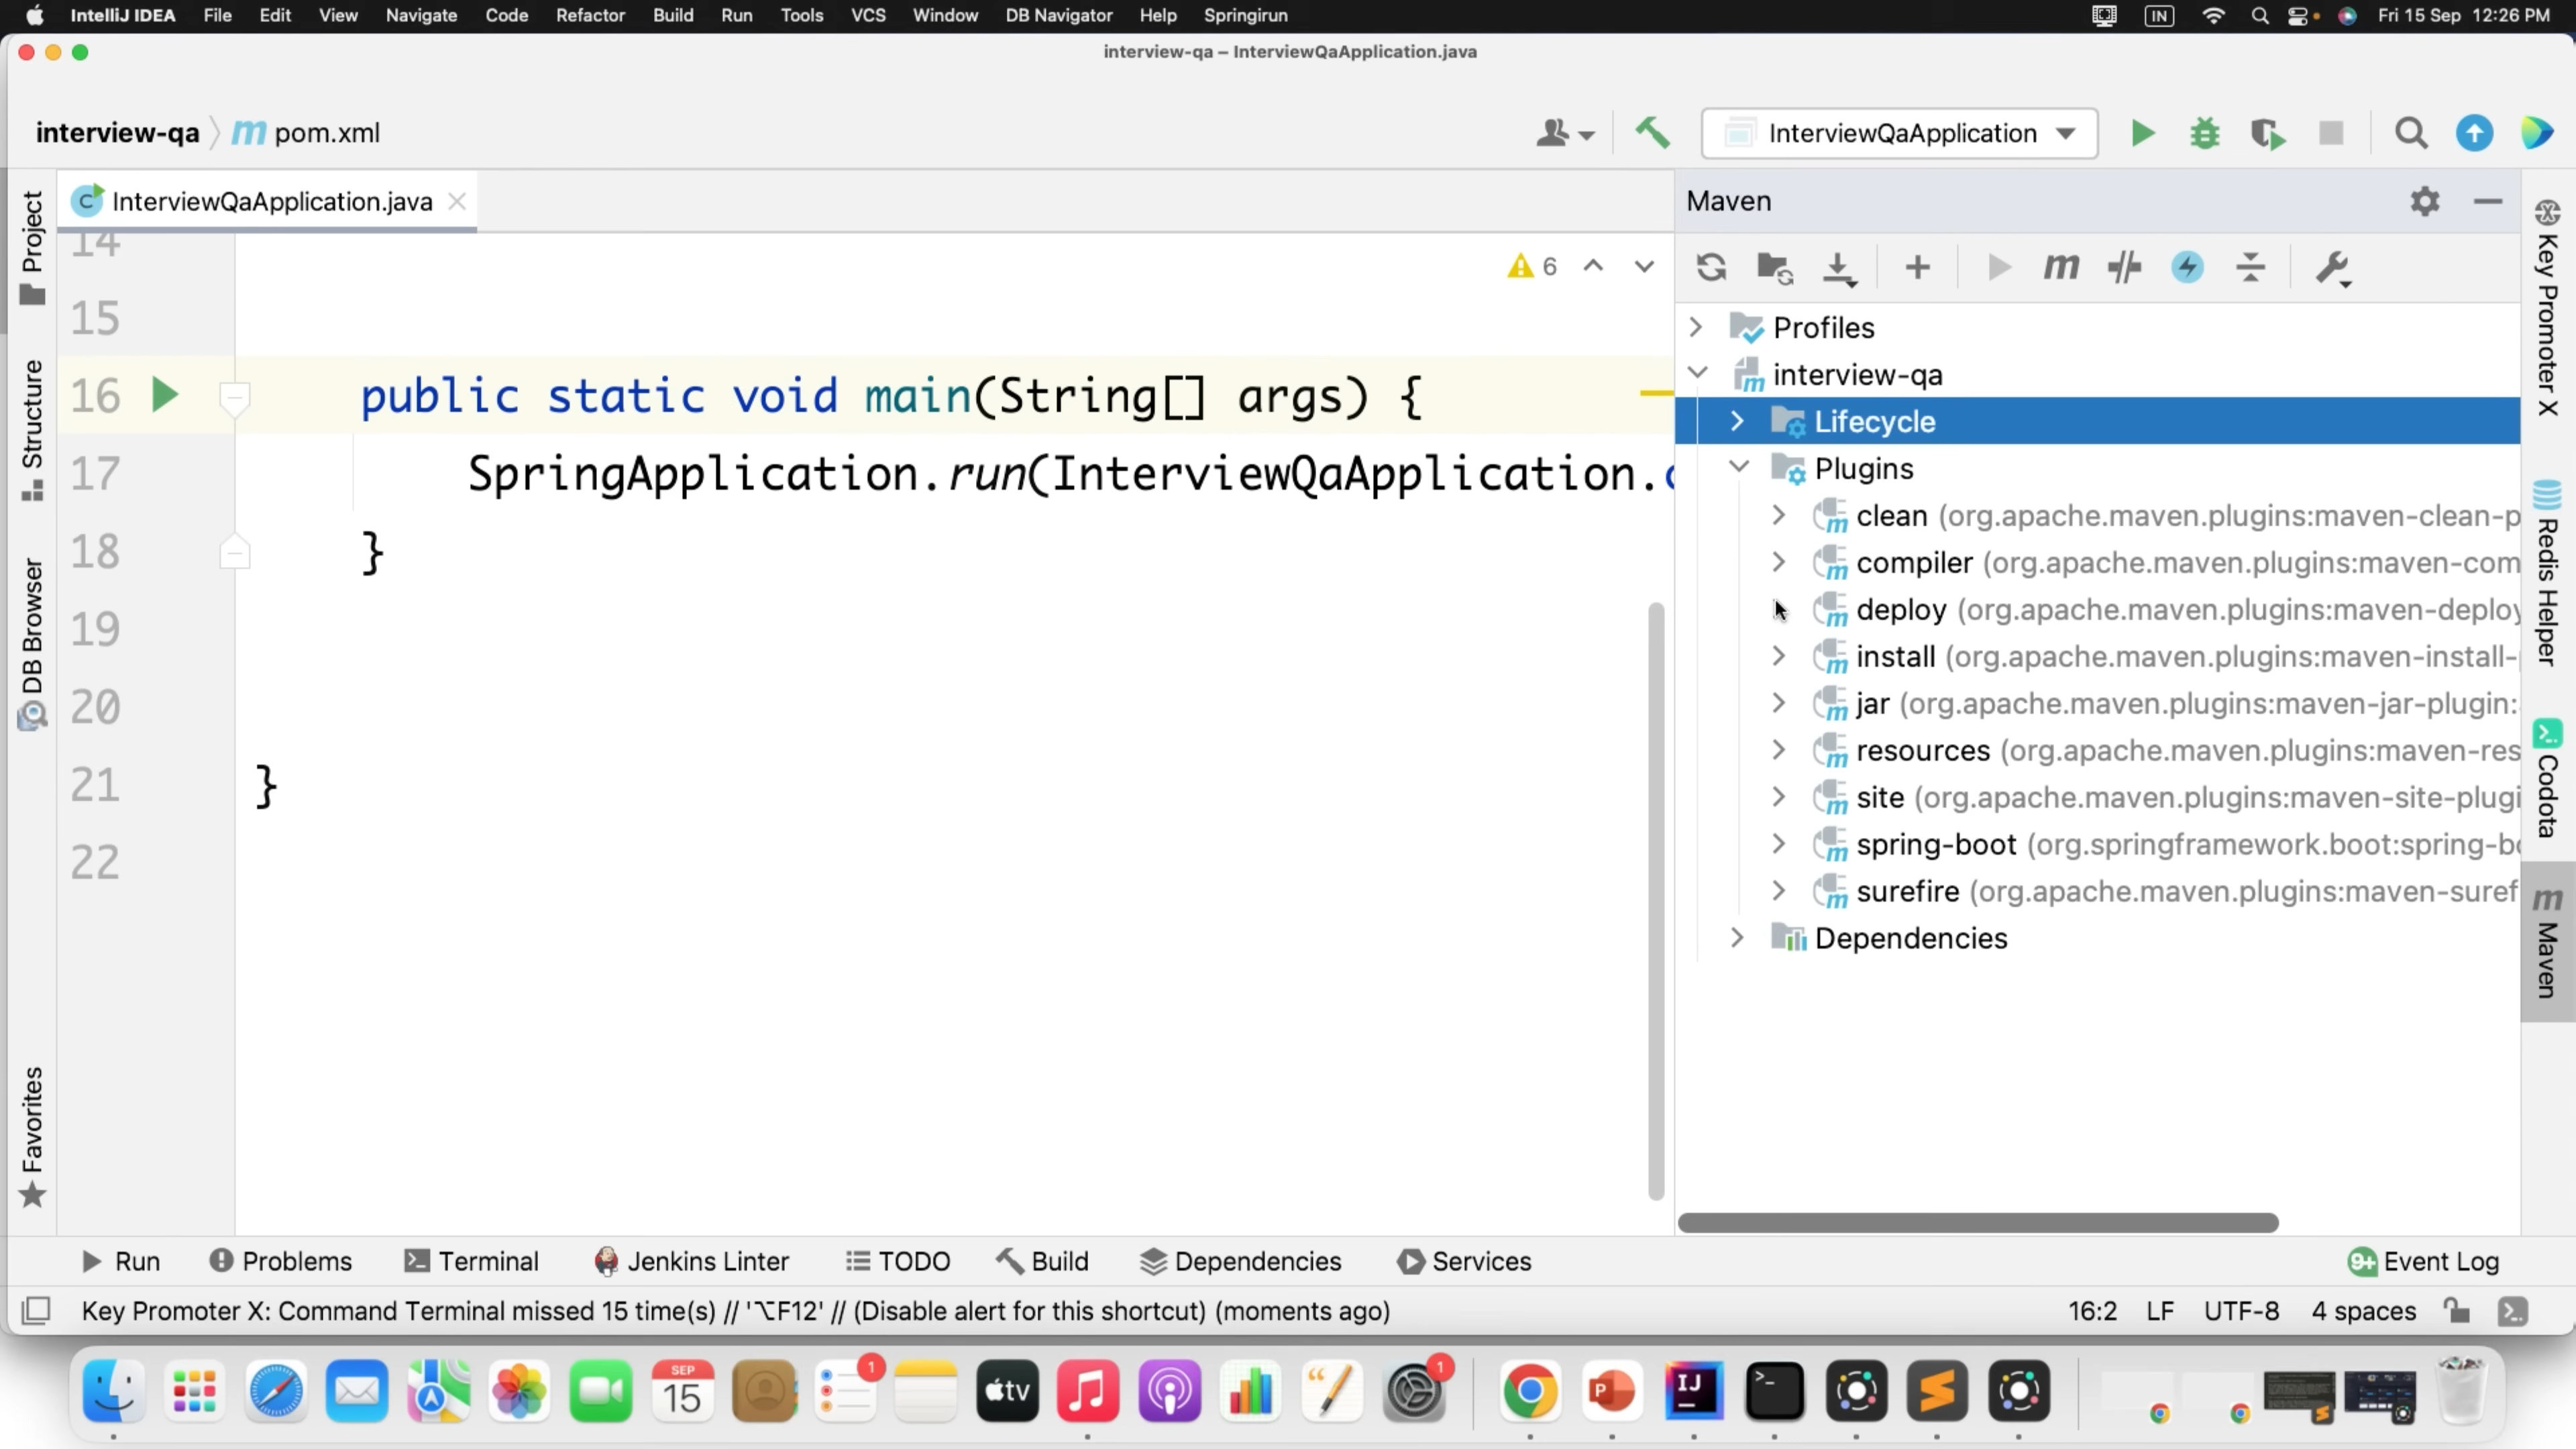 IntelliJ IDEA File Edit View Navigate Code Refactor Build Run Tools VCS Window DB Navigator Help Springirun IN Fri 15 Sep 12:26 PM
interview-qa – InterviewQaApplication.java
interview-qa m pom.xml InterviewQaApplication
Project
Structure
DB Browser
Favorites
C InterviewQaApplication.java
6
14
15
16 public static void main(String[] args) {
17 SpringApplication.run(InterviewQaApplication.c
18 }
19
20
21 }
22
Maven
m
Profiles
interview-qa
Lifecycle
Plugins
clean (org.apache.maven.plugins:maven-clean-p
compiler (org.apache.maven.plugins:maven-com
deploy (org.apache.maven.plugins:maven-deploy
install (org.apache.maven.plugins:maven-install-
jar (org.apache.maven.plugins:maven-jar-plugin:
resources (org.apache.maven.plugins:maven-res
site (org.apache.maven.plugins:maven-site-plugi
spring-boot (org.springframework.boot:spring-bo
surefire (org.apache.maven.plugins:maven-suref
Dependencies
Key Promoter X
Redis Helper
Codota
m Maven
Run Problems Terminal Jenkins Linter TODO Build Dependencies Services 9+ Event Log
Key Promoter X: Command Terminal missed 15 time(s) // '⌥F12' // (Disable alert for this shortcut) (moments ago) 16:2 LF UTF-8 4 spaces
SEP
15
1
tv
1
P
IJ